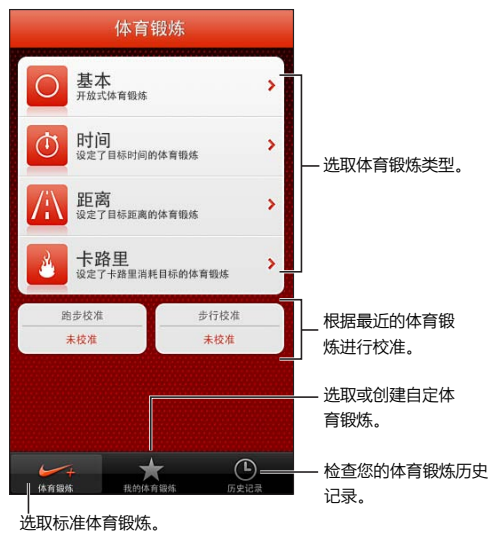 体育锻炼
基本
开放式体育锻炼
时间
设定了目标时间的体育锻炼
距离
设定了目标距离的体育锻炼
卡路里
设定了卡路里消耗目标的体育锻炼
选取体育锻炼类型。
跑步校准
未校准
步行校准
未校准
根据最近的体育锻
炼进行校准。
选取或创建自定体
育锻炼。
体育锻炼
我的体育锻炼
历史记录
检查您的体育锻炼历史
记录。
选取标准体育锻炼。